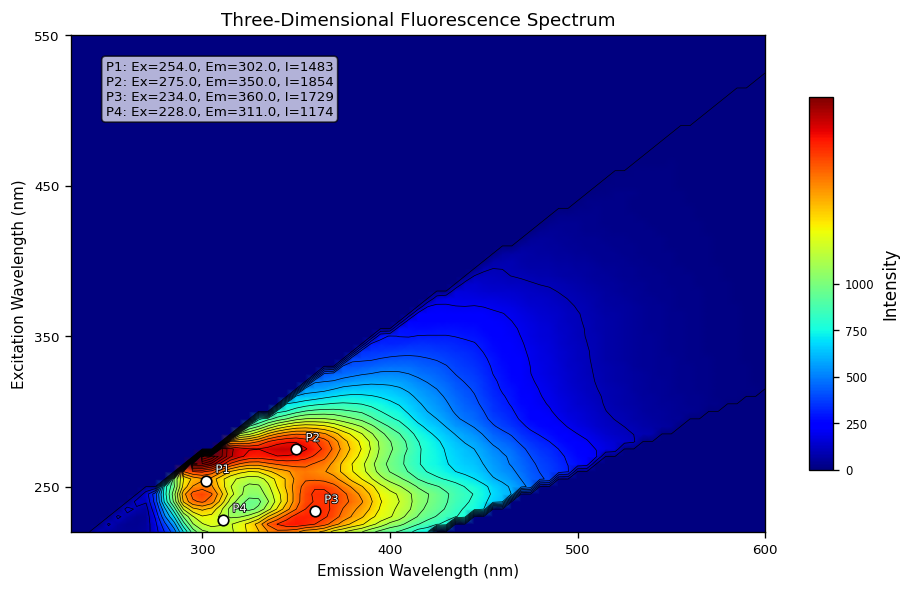 Three-Dimensional Fluorescence Spectrum
550
450
350
250
Excitation Wavelength (nm)
P1: Ex=254.0, Em=302.0, I=1483
P2: Ex=275.0, Em=350.0, I=1854
P3: Ex=234.0, Em=360.0, I=1729
P4: Ex=228.0, Em=311.0, I=1174
P2
P1
P3
P4
300
400
500
600
Emission Wavelength (nm)
1000
750
500
250
0
Intensity